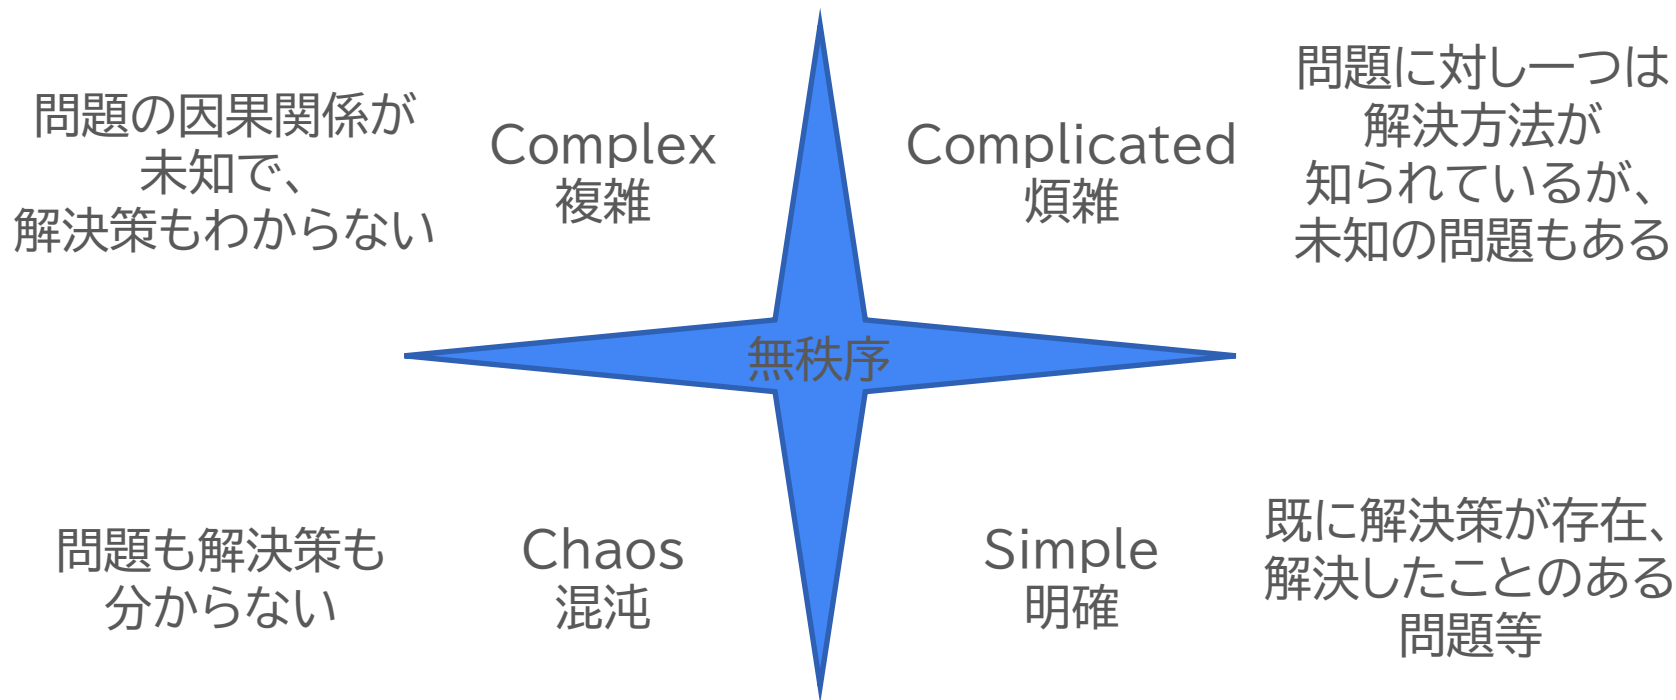 問題の因果関係が
未知で、
解決策もわからない
Complex
複雑
Complicated
煩雑
問題に対し一つは
解決方法が
知られているが、
未知の問題もある
無秩序
問題も解決策も
分からない
Chaos
混沌
Simple
明確
既に解決策が存在、
解決したことのある
問題等